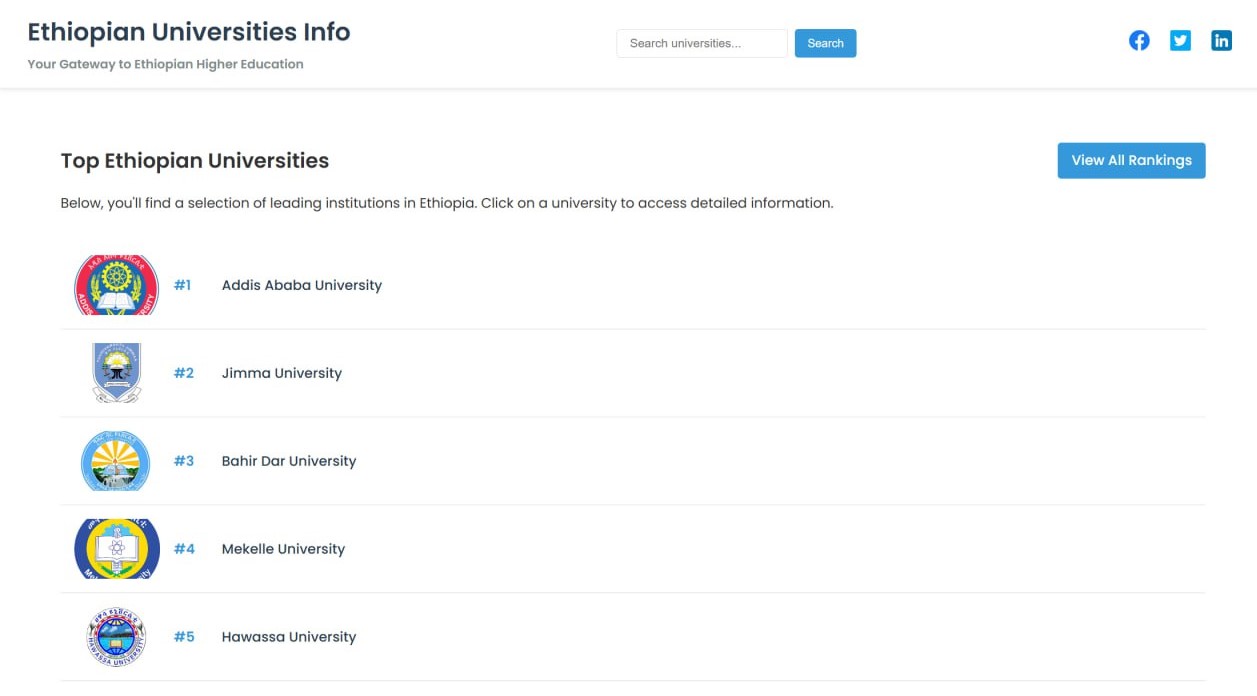 Ethiopian Universities Info
Your Gateway to Ethiopian Higher Education
Search universities...
Search
Top Ethiopian Universities
View All Rankings
Below, you'll find a selection of leading institutions in Ethiopia. Click on a university to access detailed information.
#1 Addis Ababa University
#2 Jimma University
#3 Bahir Dar University
#4 Mekelle University
#5 Hawassa University
HAWASSA UNIVERSITY